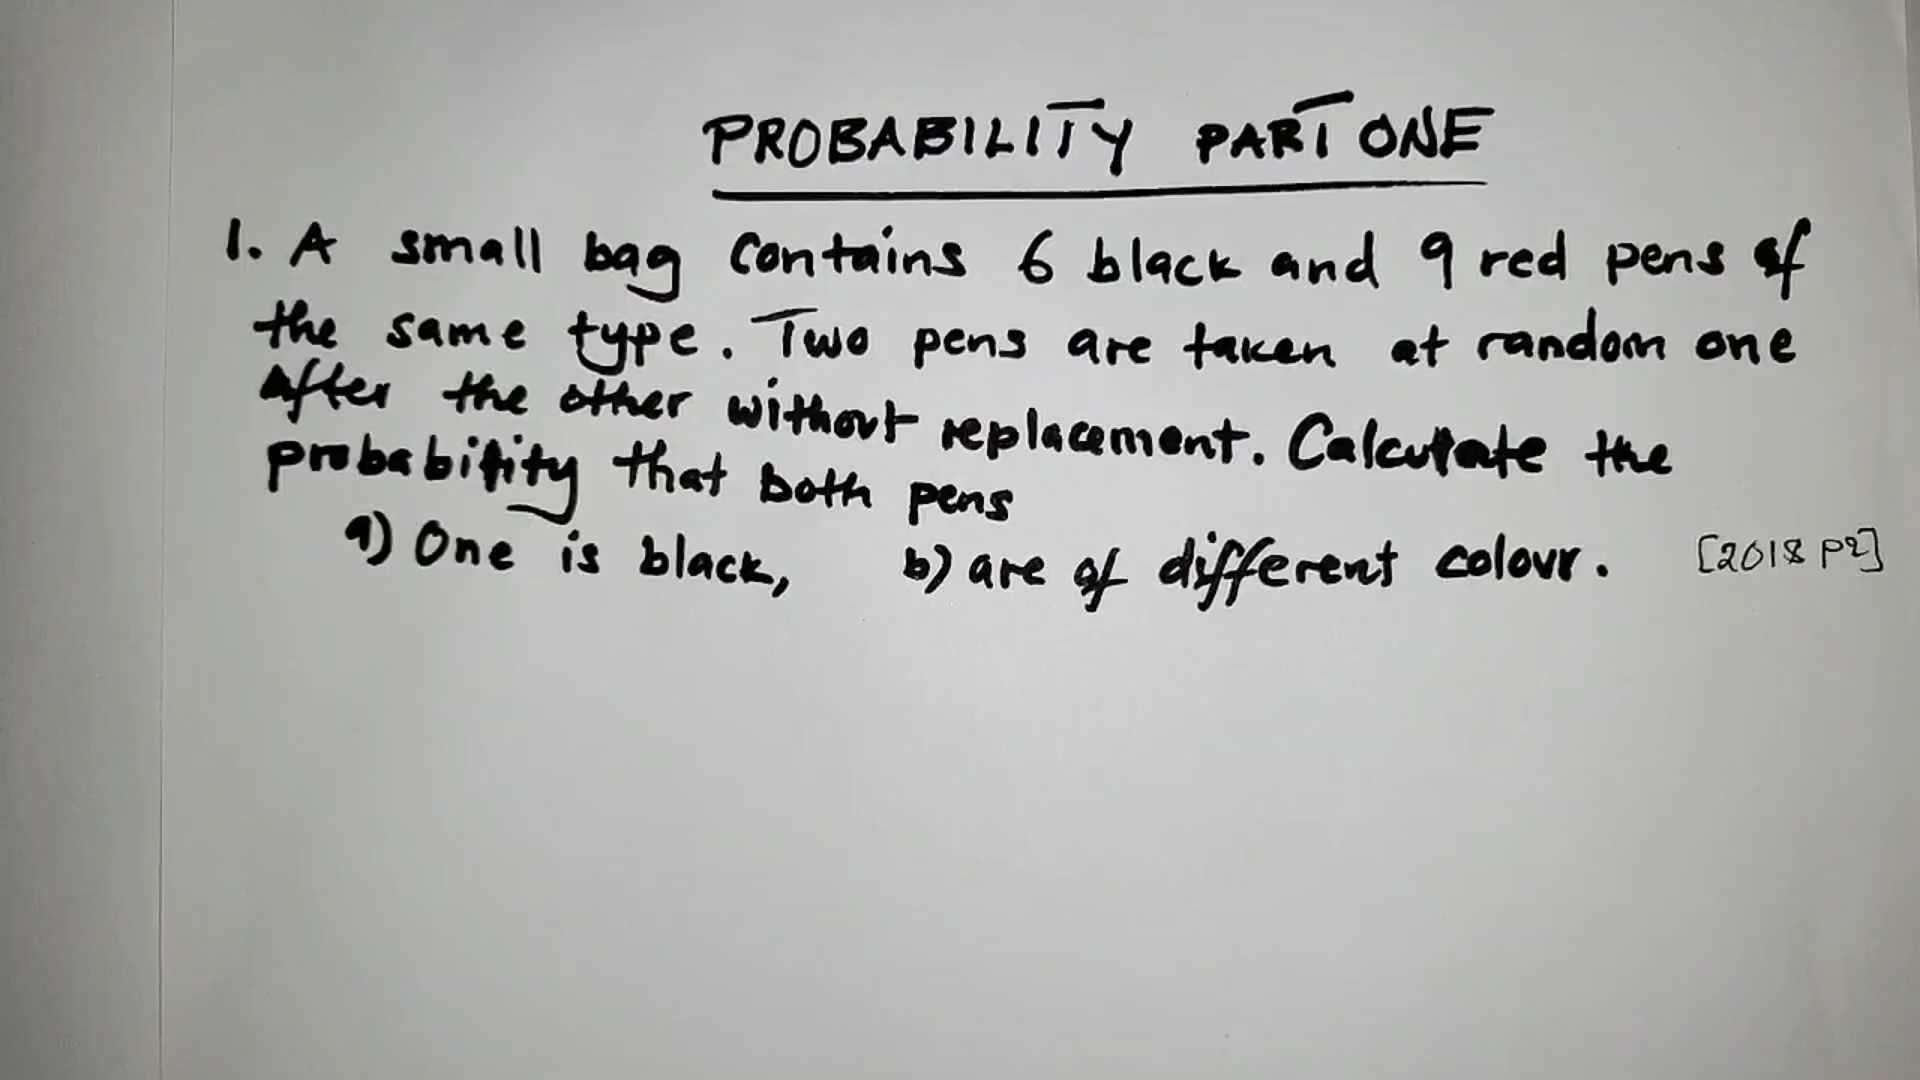 PROBABILITY PART ONE
1. A small bag contains 6 black and 9 red pens of
the same type. Two pens are taken at random one
after the other without replacement. Calculate the
probability that both pens
a) One is black, b) are of different colour. [2018 P2]